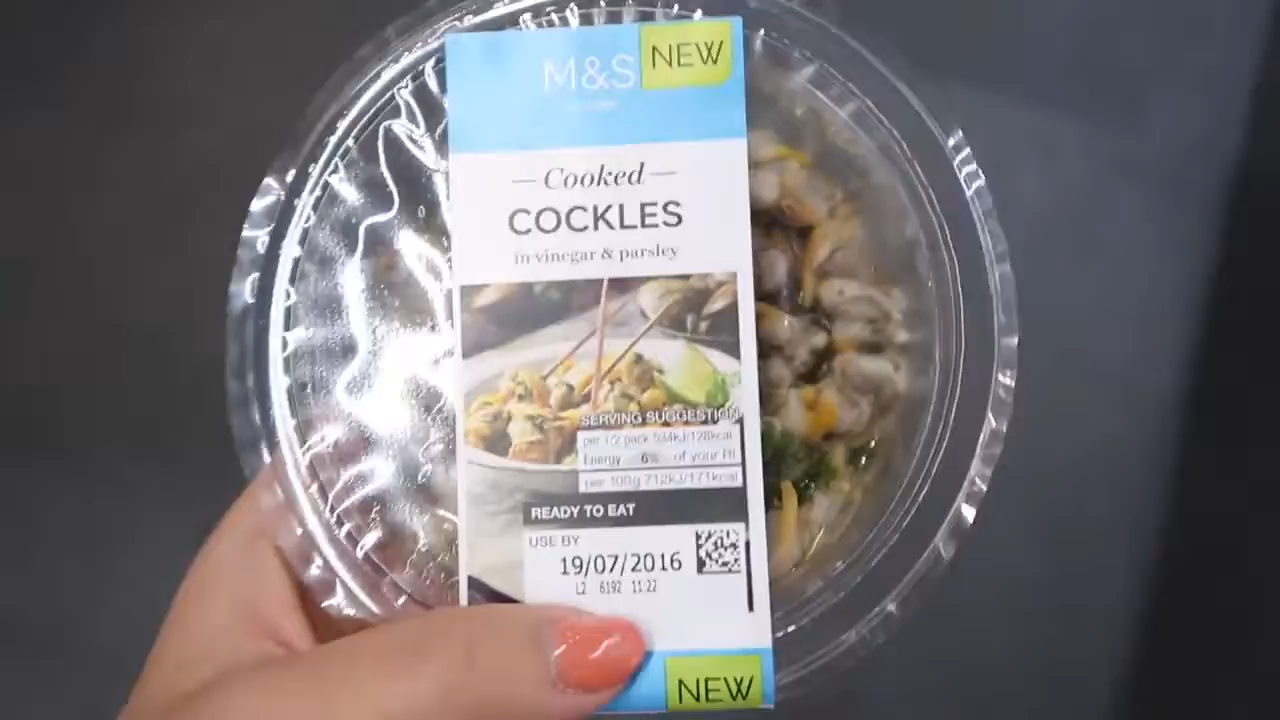 M&S
NEW
Cooked
COCKLES
in vinegar & parsley
SERVING SUGGESTION
per 1/2 pack 534kJ/128kcal
Energy 6% of your RI
per 100g 712kJ/171kcal
READY TO EAT
USE BY
19/07/2016
L2 6192 11:22
NEW